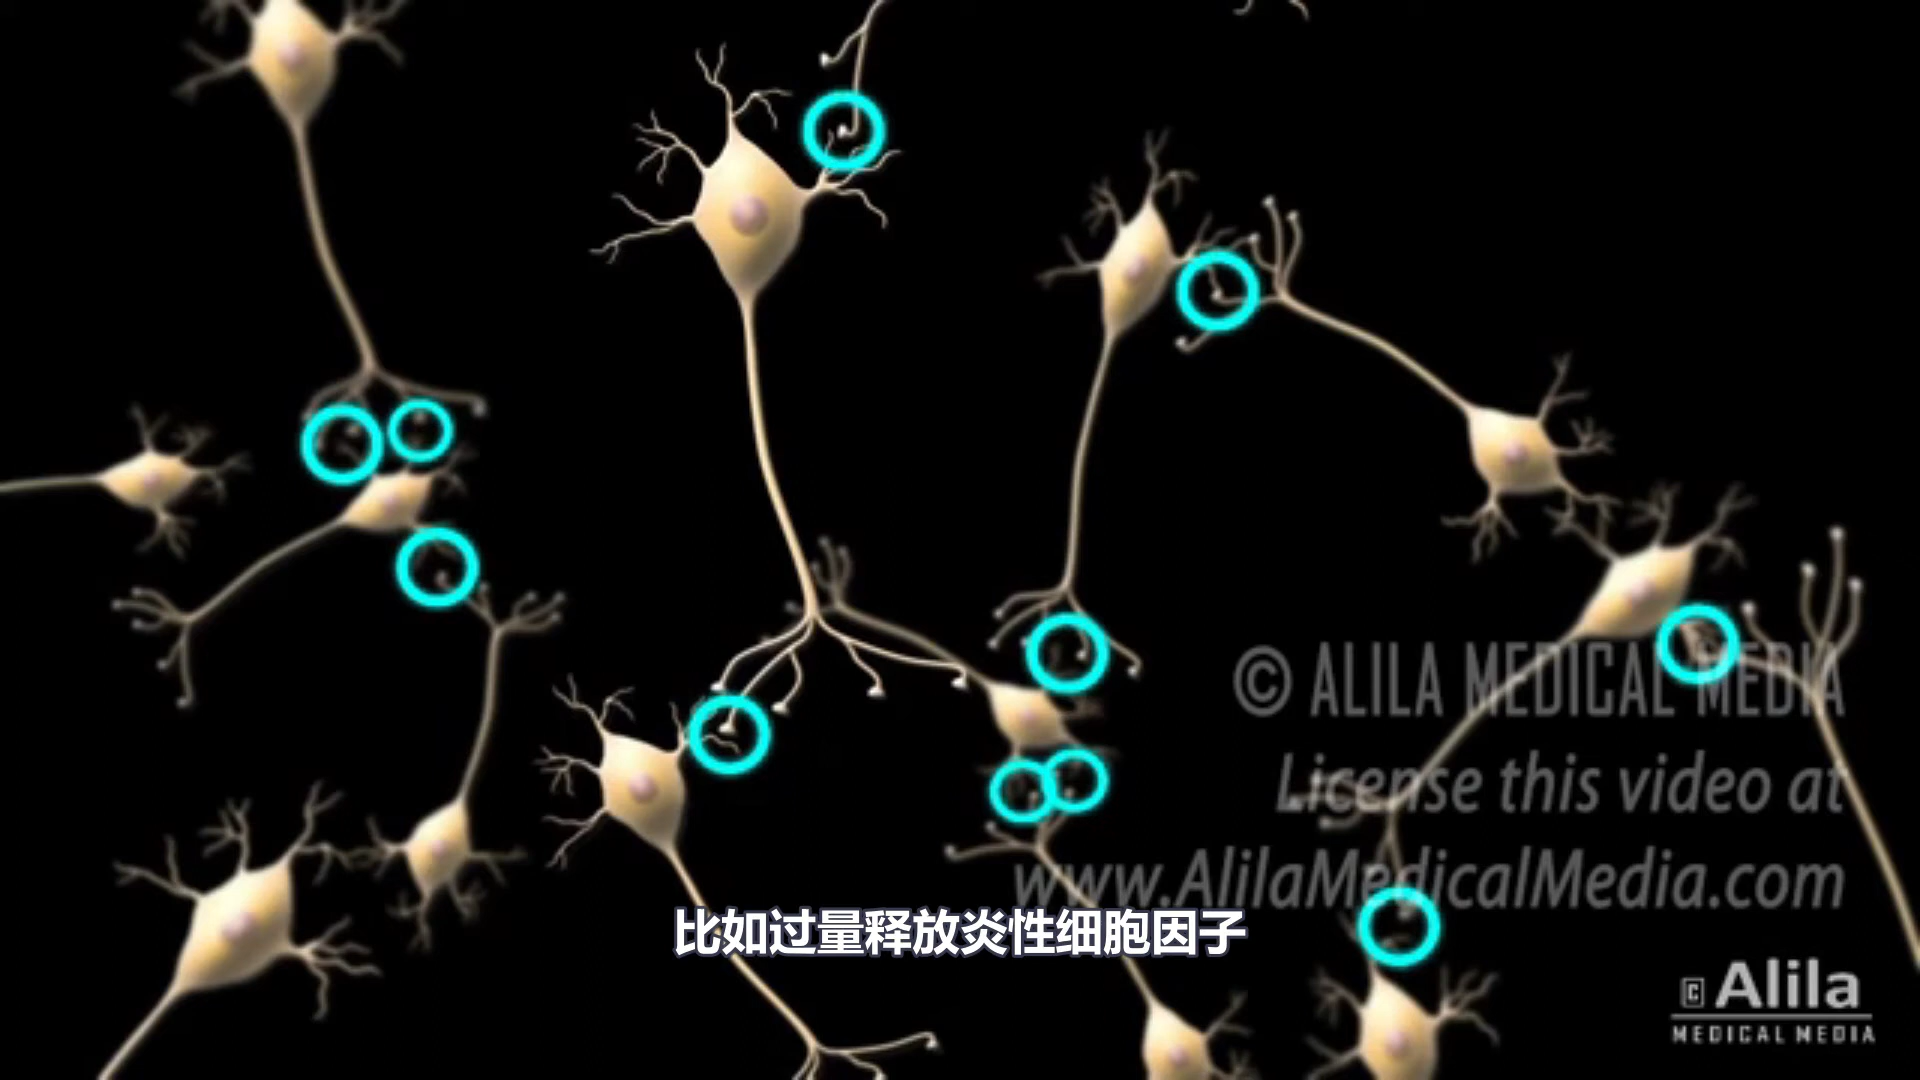 © ALILA MEDICAL MEDIA
License this video at
www.AlilaMedicalMedia.com
比如过量释放炎性细胞因子
© Alila
MEDICAL MEDIA